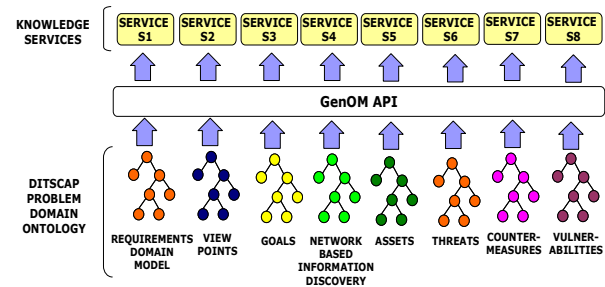 KNOWLEDGE
SERVICES
SERVICE
S1
SERVICE
S2
SERVICE
S3
SERVICE
S4
SERVICE
S5
SERVICE
S6
SERVICE
S7
SERVICE
S8
GenOM API
DITSCAP
PROBLEM
DOMAIN
ONTOLOGY
REQUIREMENTS
DOMAIN
MODEL
VIEW
POINTS
GOALS
NETWORK
BASED
INFORMATION
DISCOVERY
ASSETS
THREATS
COUNTER-
MEASURES
VULNER-
ABILITIES